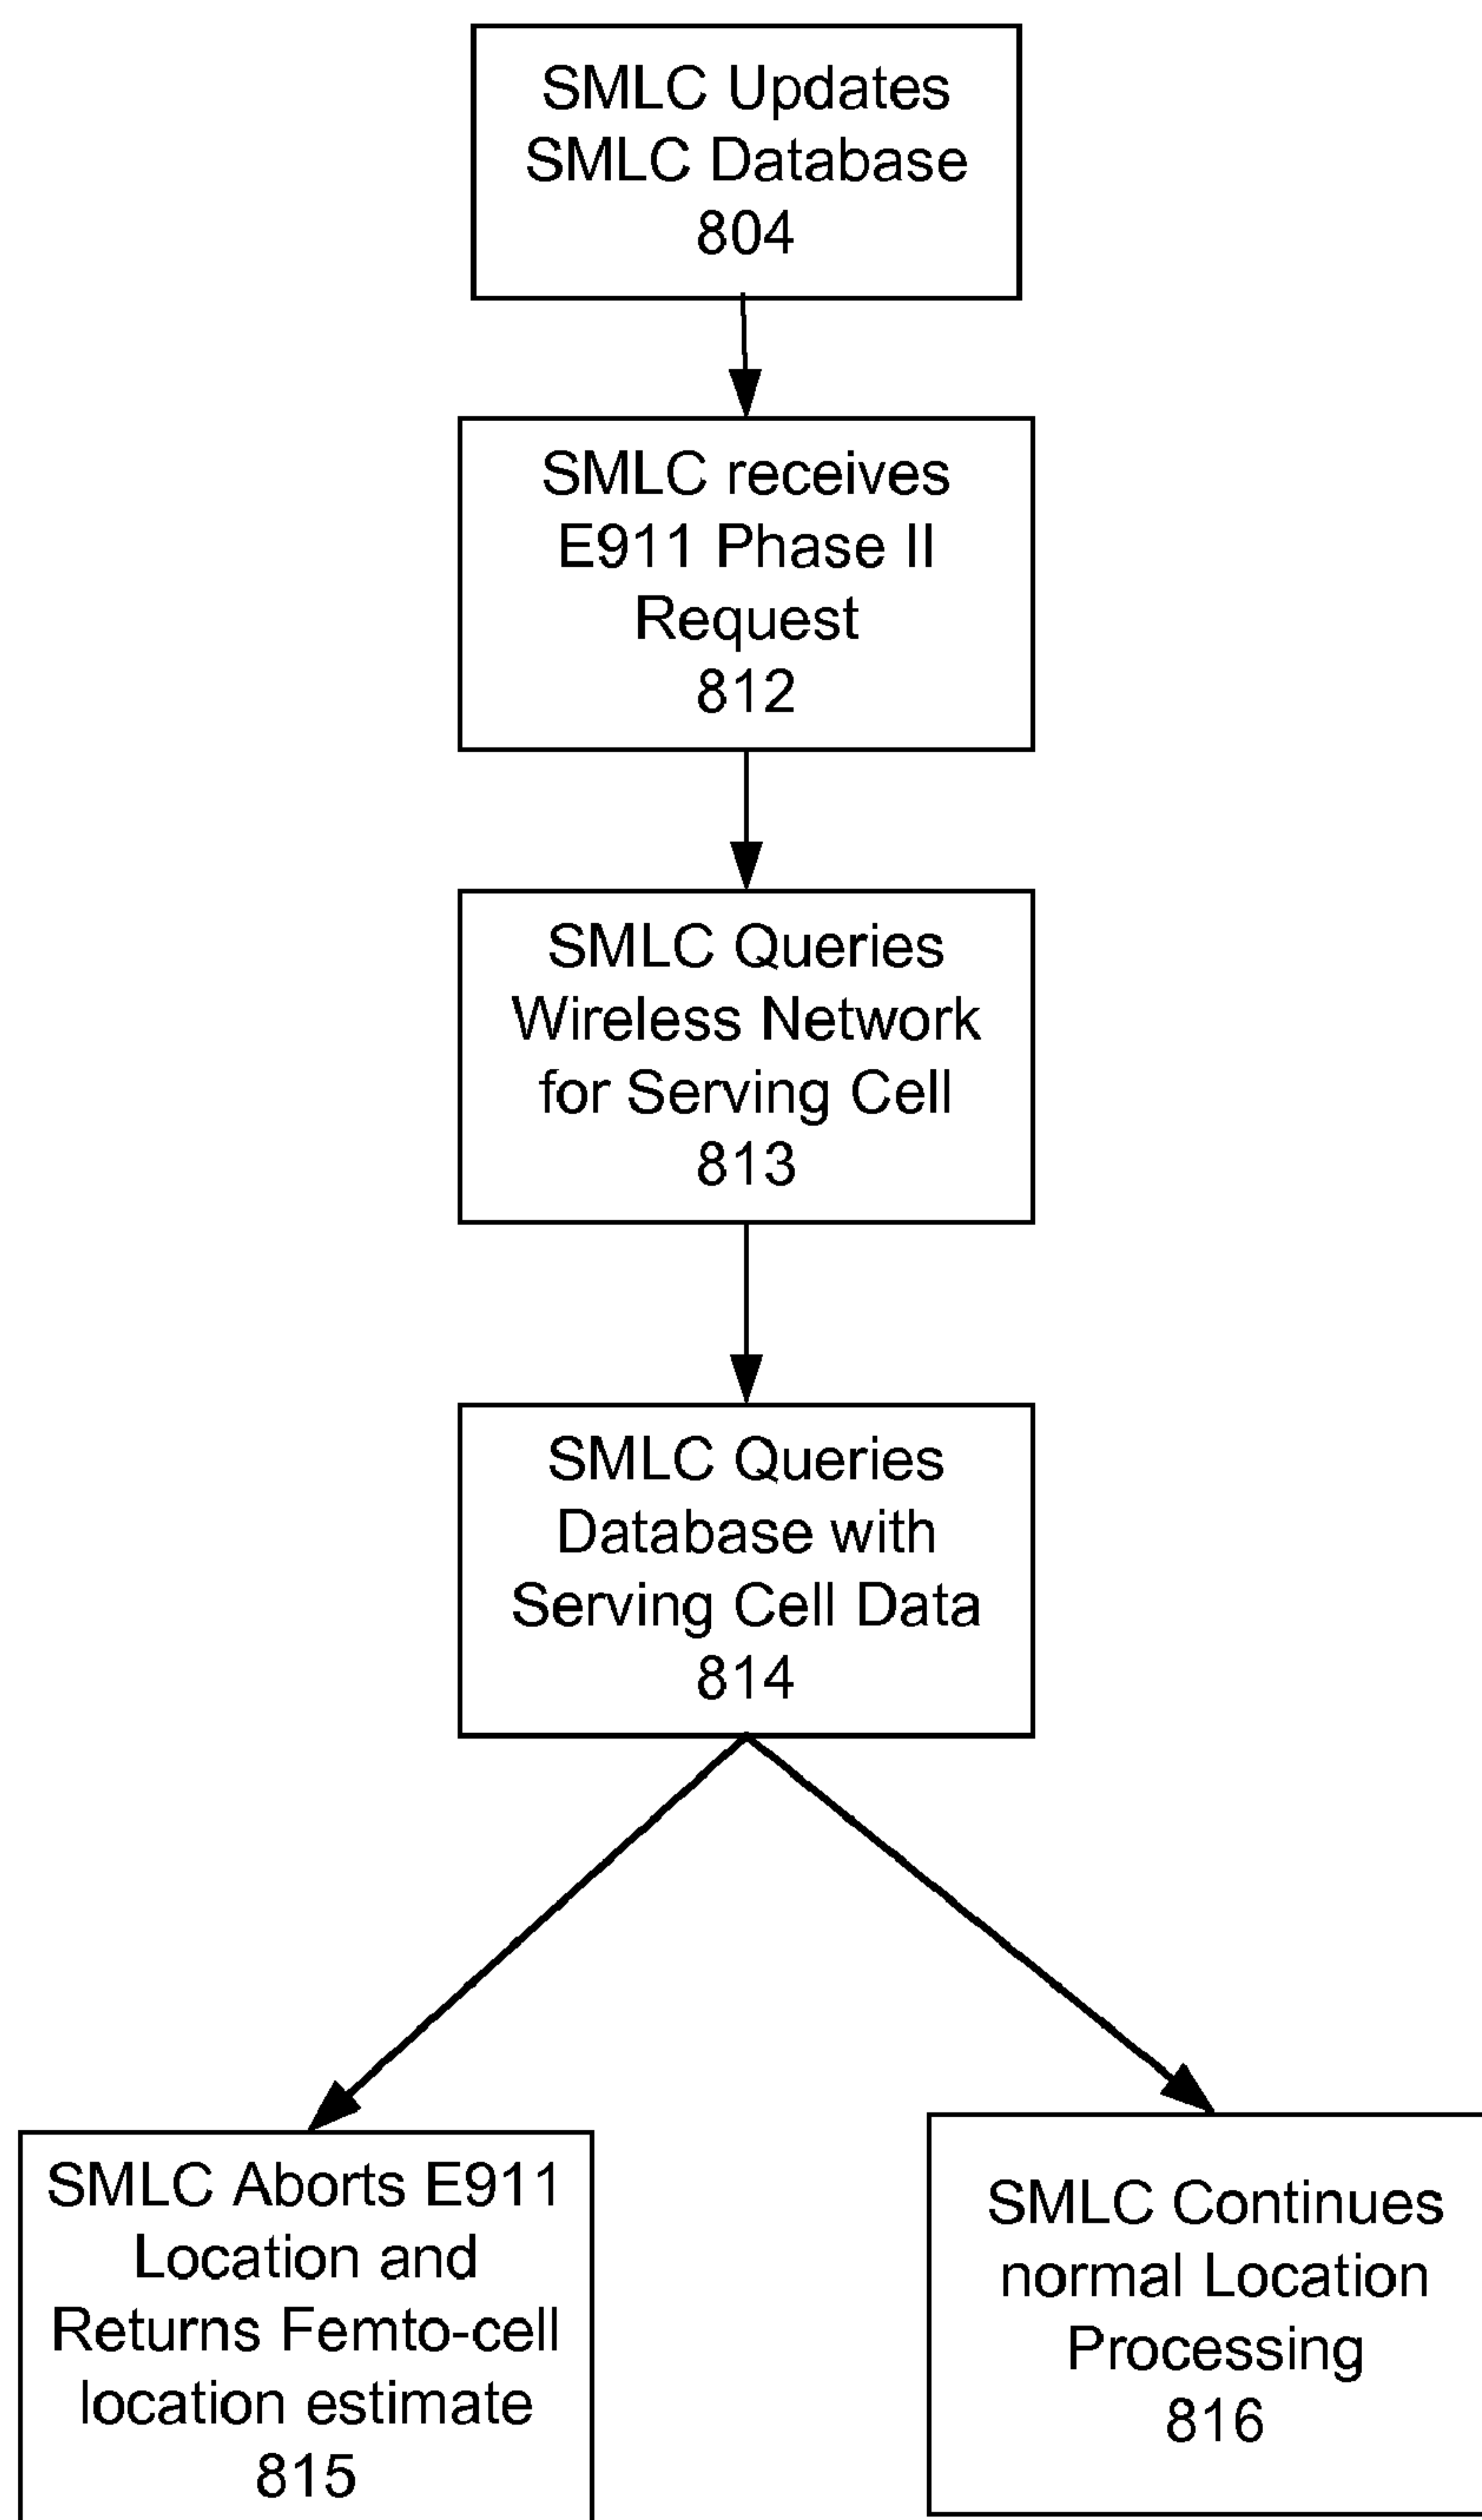 SMLC Updates
SMLC Database
804
SMLC receives
E911 Phase II
Request
812
SMLC Queries
Wireless Network
for Serving Cell
813
SMLC Queries
Database with
Serving Cell Data
814
SMLC Aborts E911
Location and
Returns Femto-cell
location estimate
815
SMLC Continues
normal Location
Processing
816